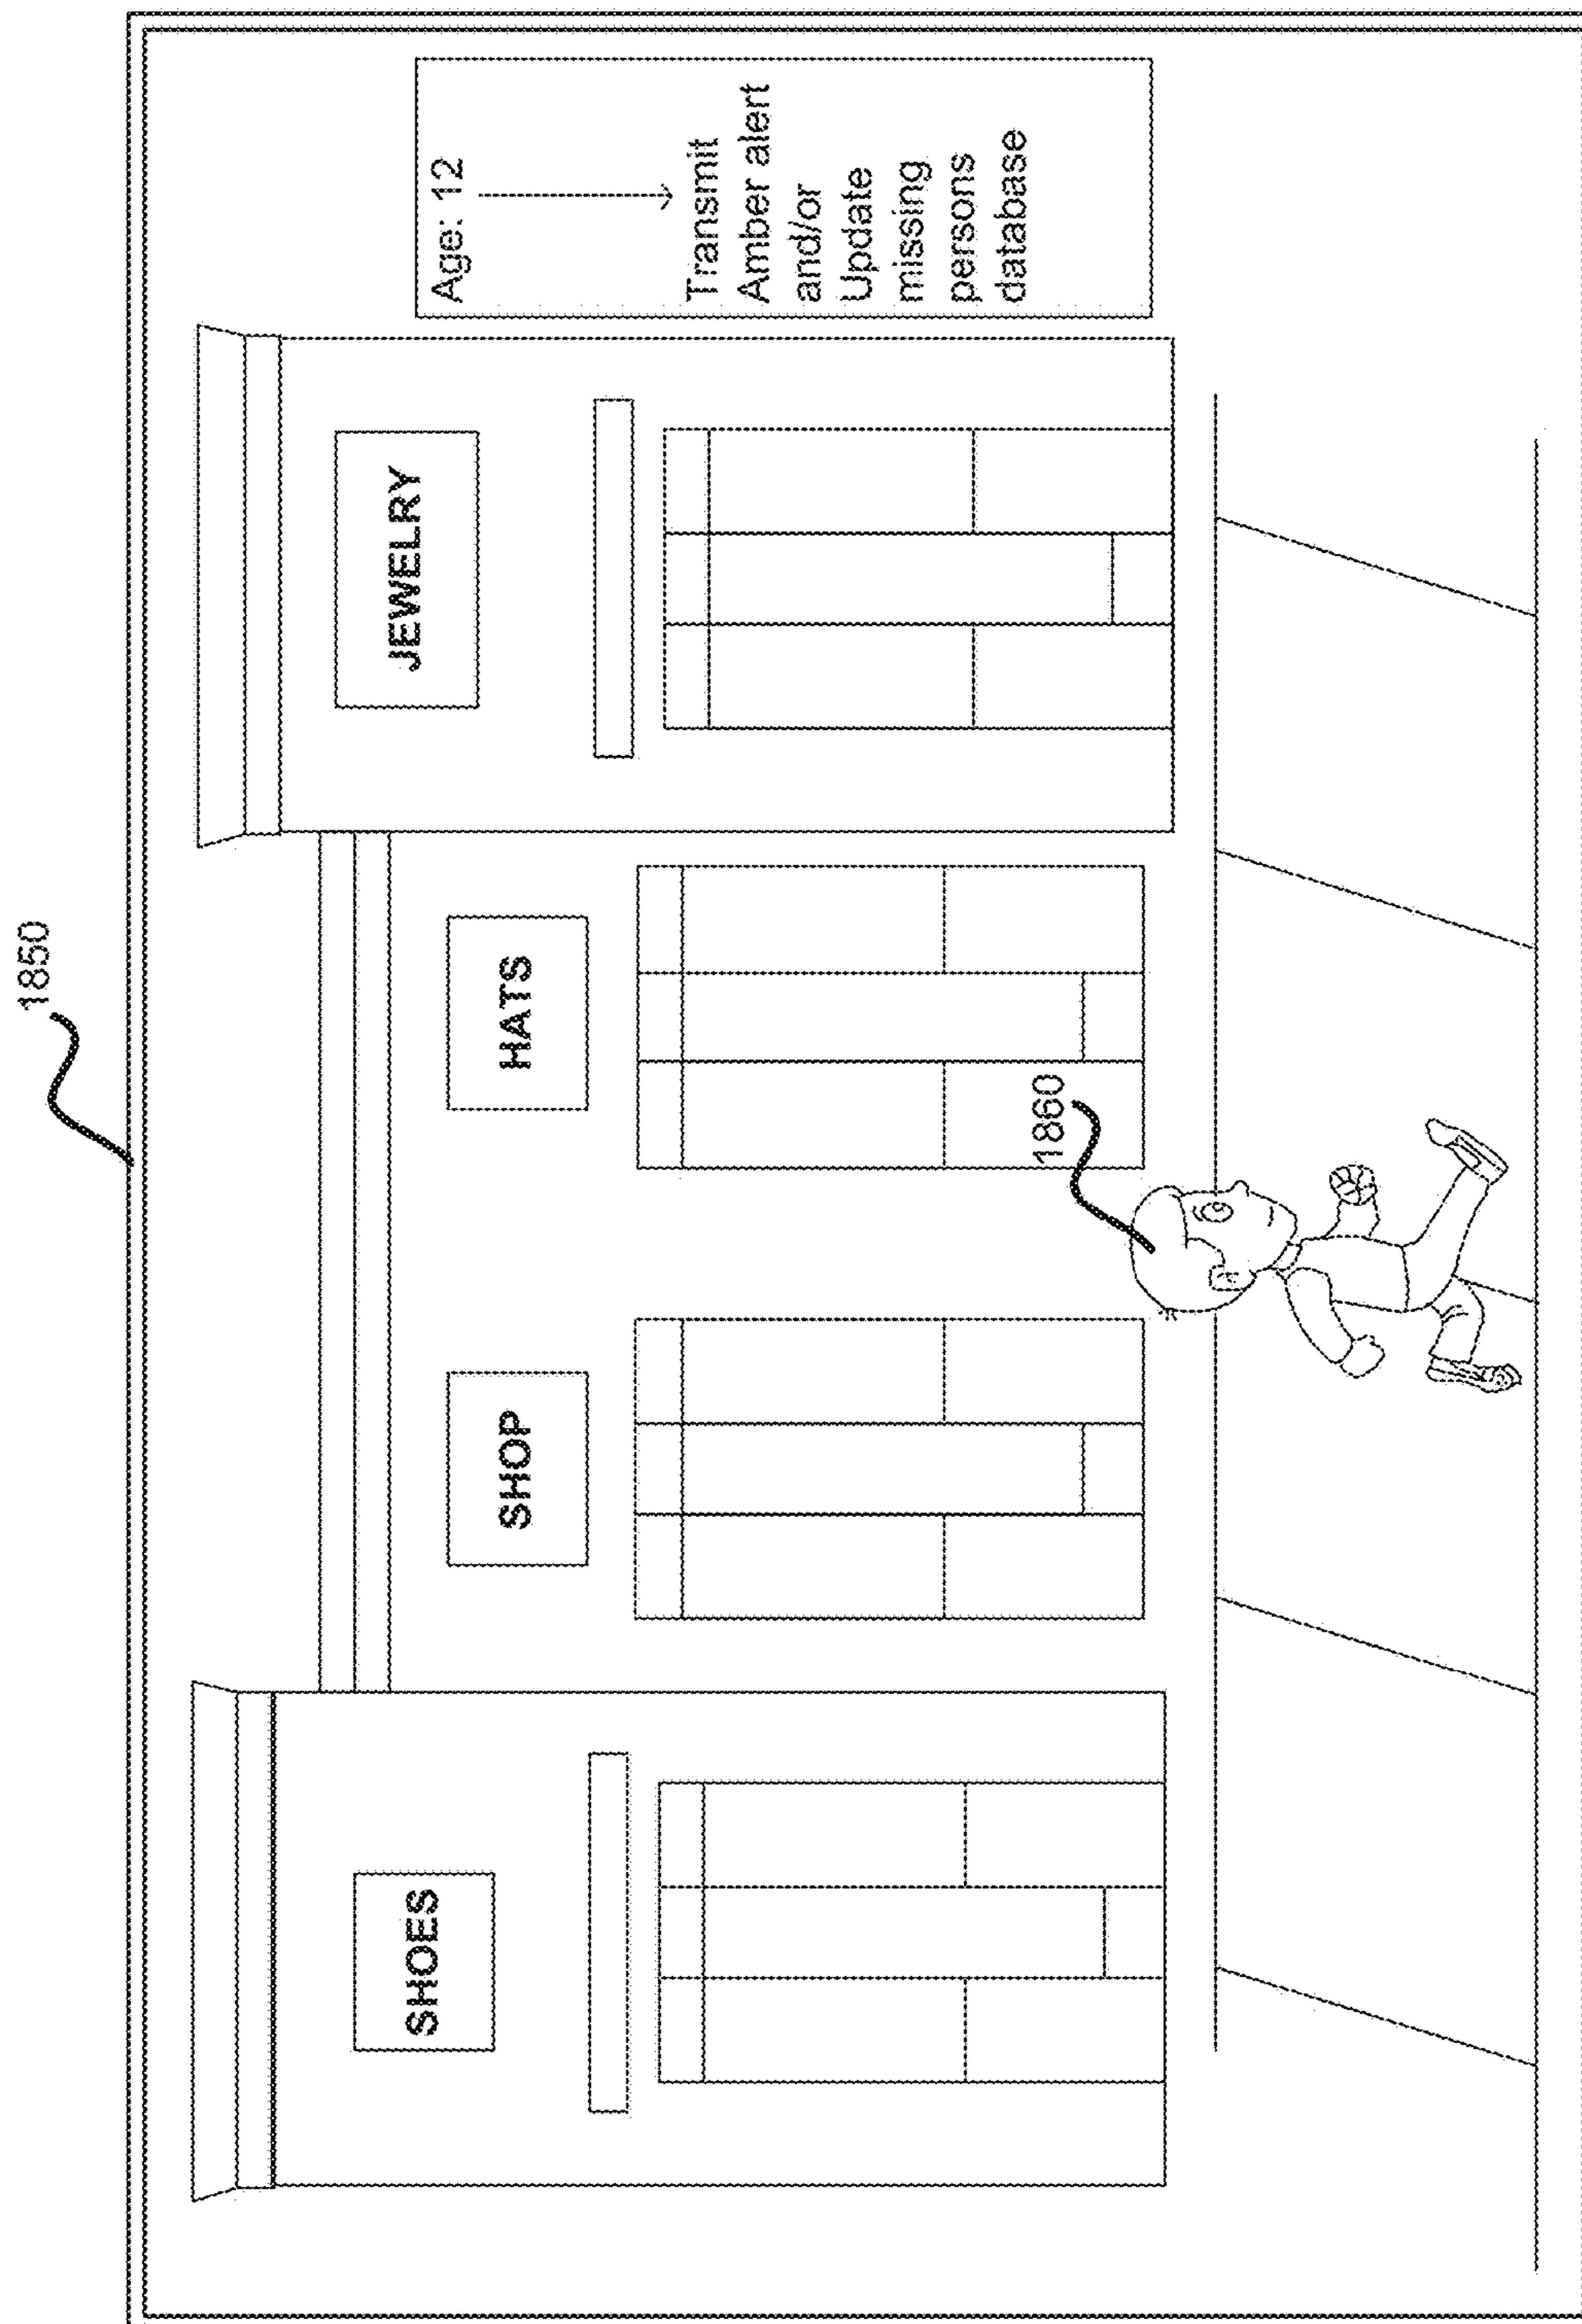 1850
SHOES
SHOP
HATS
JEWELRY
Age: 12
Transmit
Amber alert
and/or
Update
missing
persons
database
1860